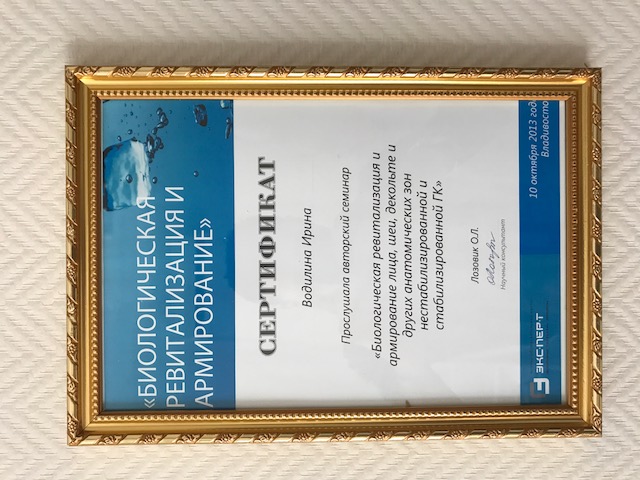 «БИОЛОГИЧЕСКАЯ
РЕВИТАЛИЗАЦИЯ И
АРМИРОВАНИЕ»
СЕРТИФИКАТ
Водилина Ирина
Прослушала авторский семинар
«Биологическая ревитализация и
армирование лица, шеи, декольте и
других анатомических зон
нестабилизированной и
стабилизированной ГК»
Лазовик О.Л.
Научный консультант
ЭКСПЕРТ
10 октября 2013 года
Владивосток